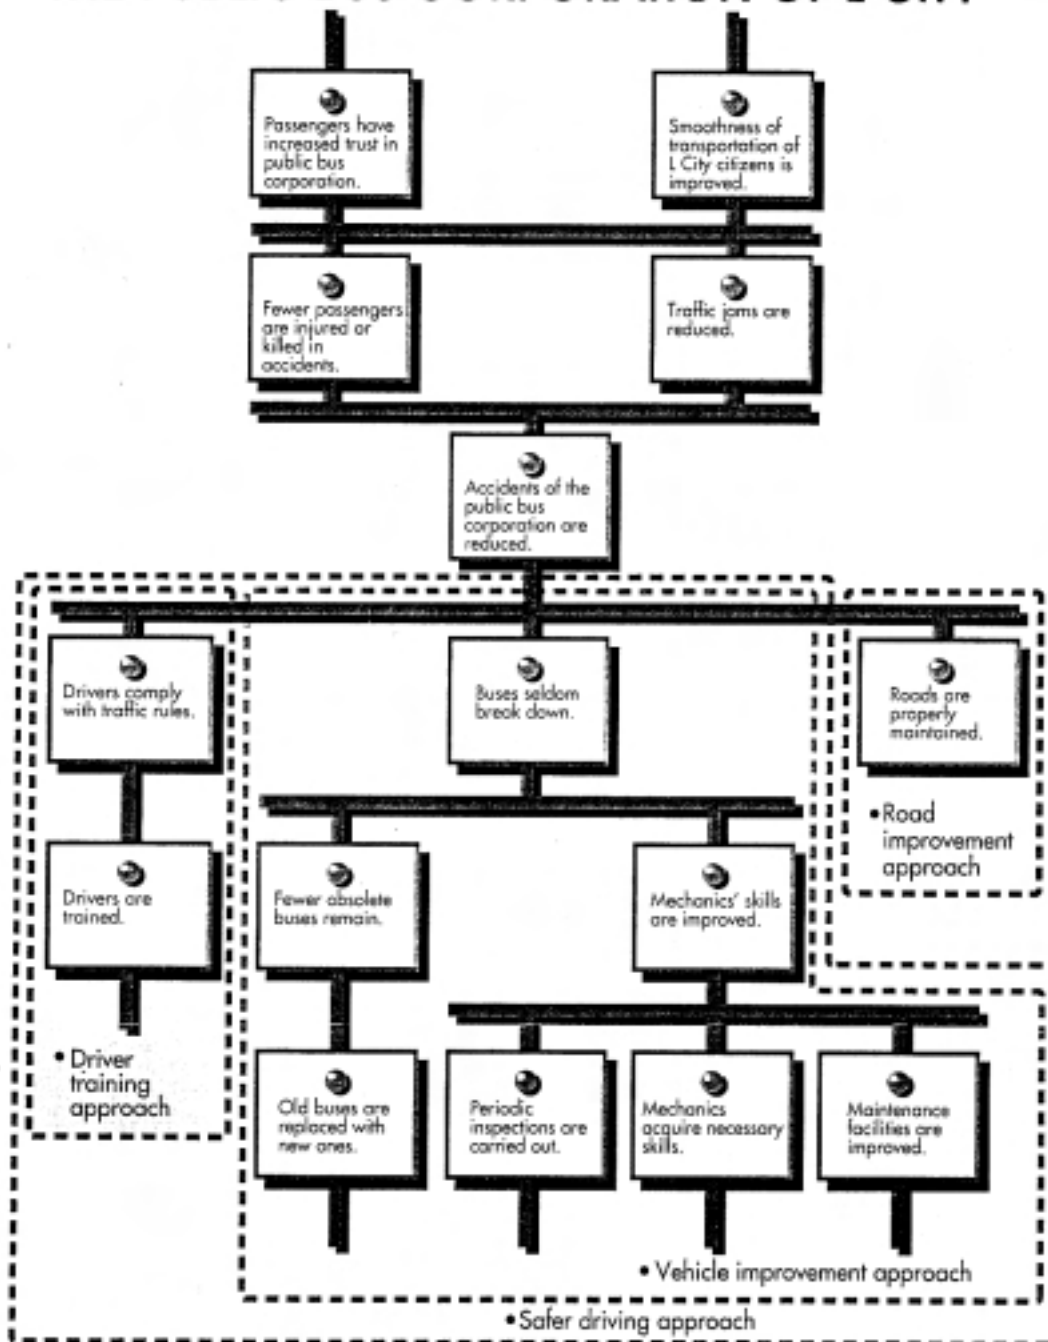 Passengers have
increased trust in
public bus
corporation.
Smoothness of
transportation of
L City citizens is
improved.
Fewer passengers
are injured or
killed in
accidents.
Traffic jams are
reduced.
Accidents of the
public bus
corporation are
reduced.
Drivers comply
with traffic rules.
Buses seldom
break down.
Roads are
properly
maintained.
•Road
improvement
approach
Drivers are
trained.
Fewer absolete
buses remain.
Mechanics' skills
are improved.
• Driver
training
approach
Old buses are
replaced with
new ones.
Periodic
inspections are
carried out.
Mechanics
acquire necessary
skills.
Maintenance
facilities are
improved.
• Vehicle improvement approach
•Safer driving approach